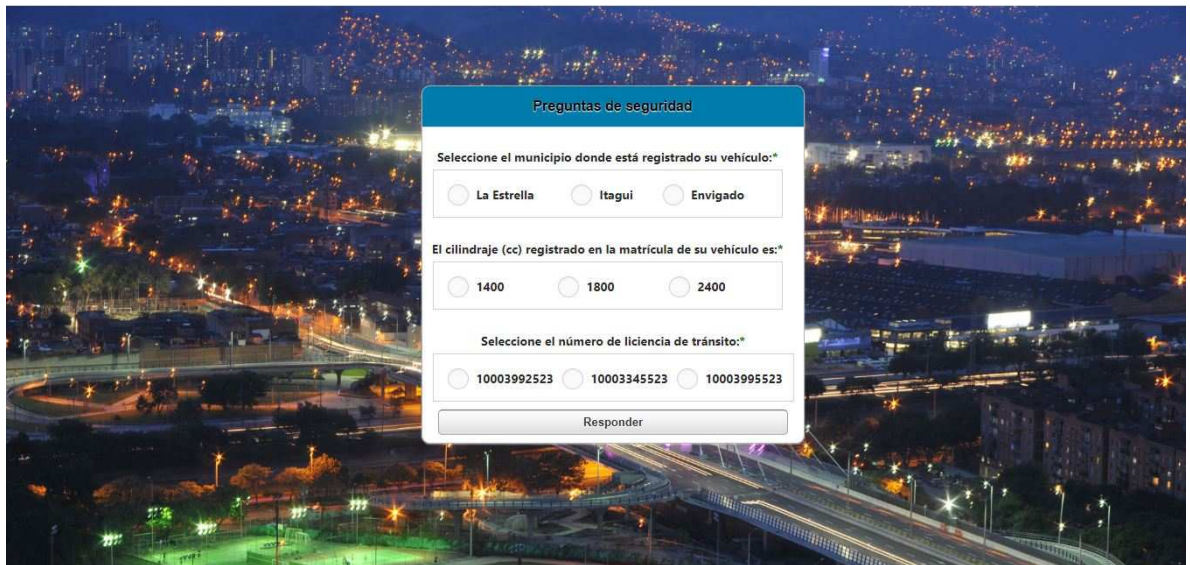 Preguntas de seguridad
Seleccione el municipio donde está registrado su vehículo:*
La Estrella Itagui Envigado
El cilindraje (cc) registrado en la matrícula de su vehículo es:*
1400 1800 2400
Seleccione el número de liciencia de tránsito:*
10003992523 10003345523 10003995523
Responder